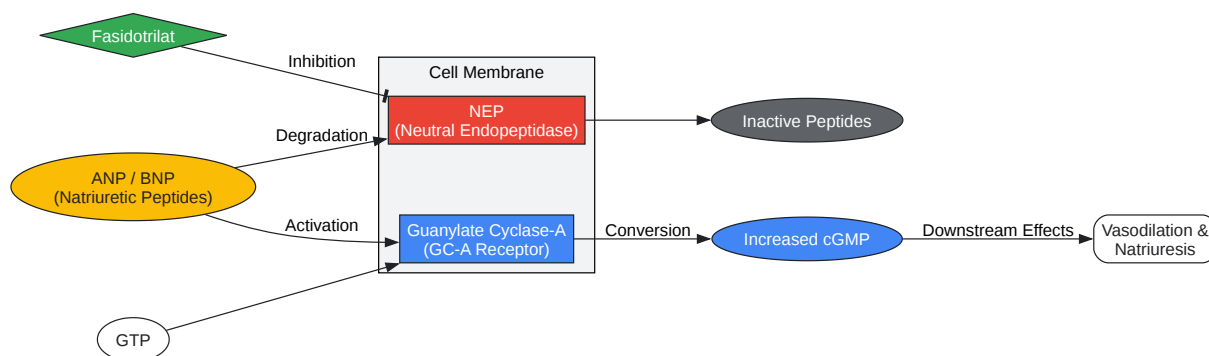 Fasidotrilat
Inhibition
Cell Membrane
NEP
(Neutral Endopeptidase)
Inactive Peptides
Degradation
ANP / BNP
(Natriuretic Peptides)
Activation
Guanylate Cyclase-A
(GC-A Receptor)
Conversion
Increased cGMP
Downstream Effects
Vasodilation &
Natriuresis
GTP